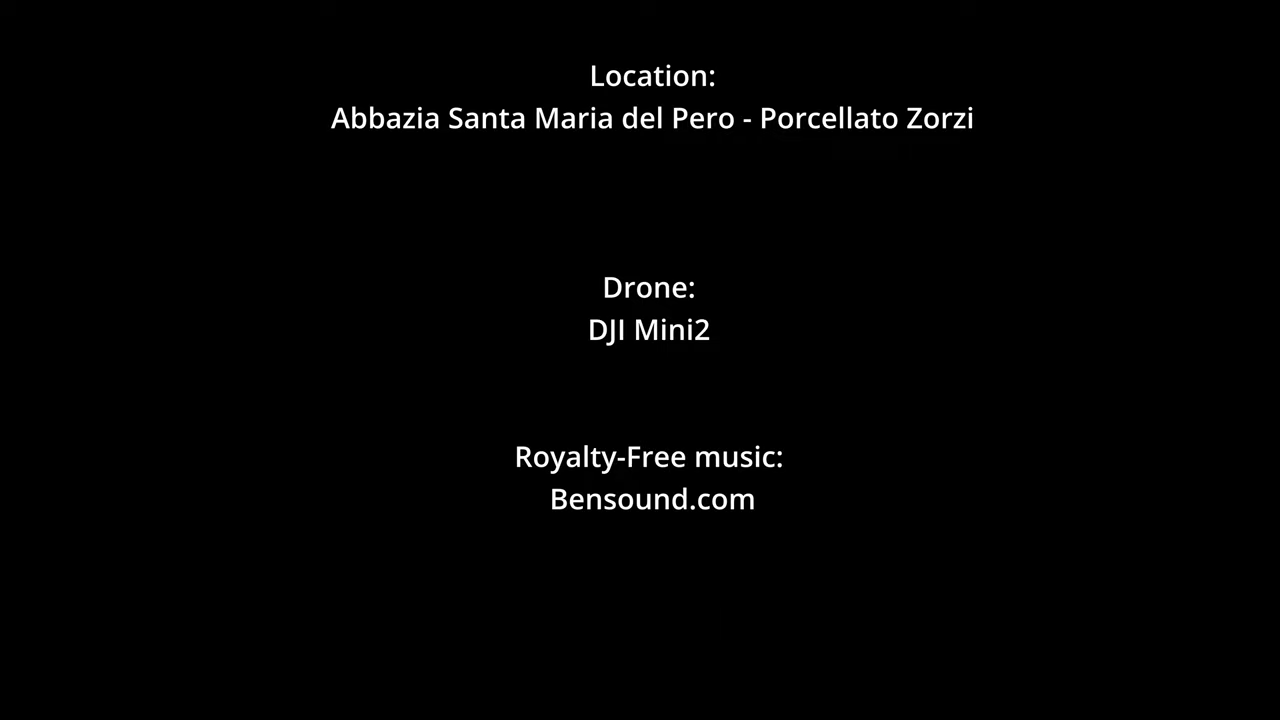 Location:
Abbazia Santa Maria del Pero - Porcellato Zorzi
Drone:
DJI Mini2
Royalty-Free music:
Bensound.com